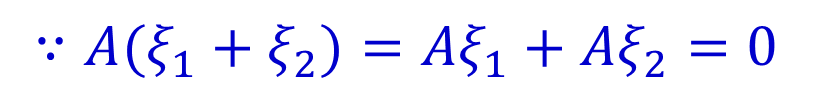 ∵ A(ξ₁ + ξ₂) = Aξ₁ + Aξ₂ = 0